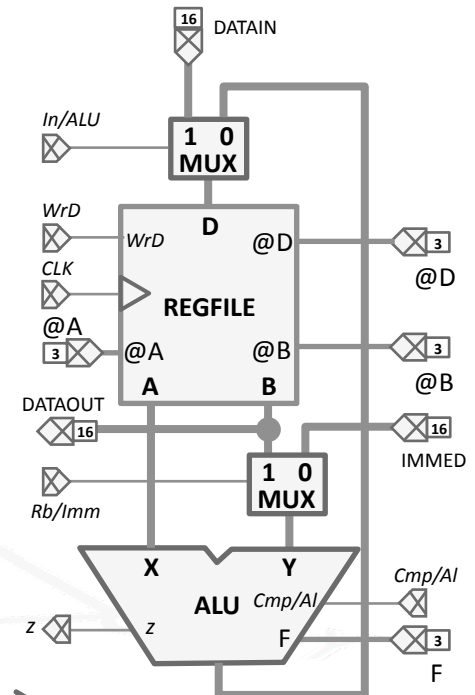 16 DATAIN
In/ALU
1 0
MUX
WrD
WrD
D
@D
3
@D
CLK
REGFILE
@A
3
@A
@B
3
@B
A
B
DATAOUT
16
16
IMMED
1 0
MUX
Rb/Imm
X
Y
Cmp/Al
ALU
Cmp/Al
z
z
F
3
F